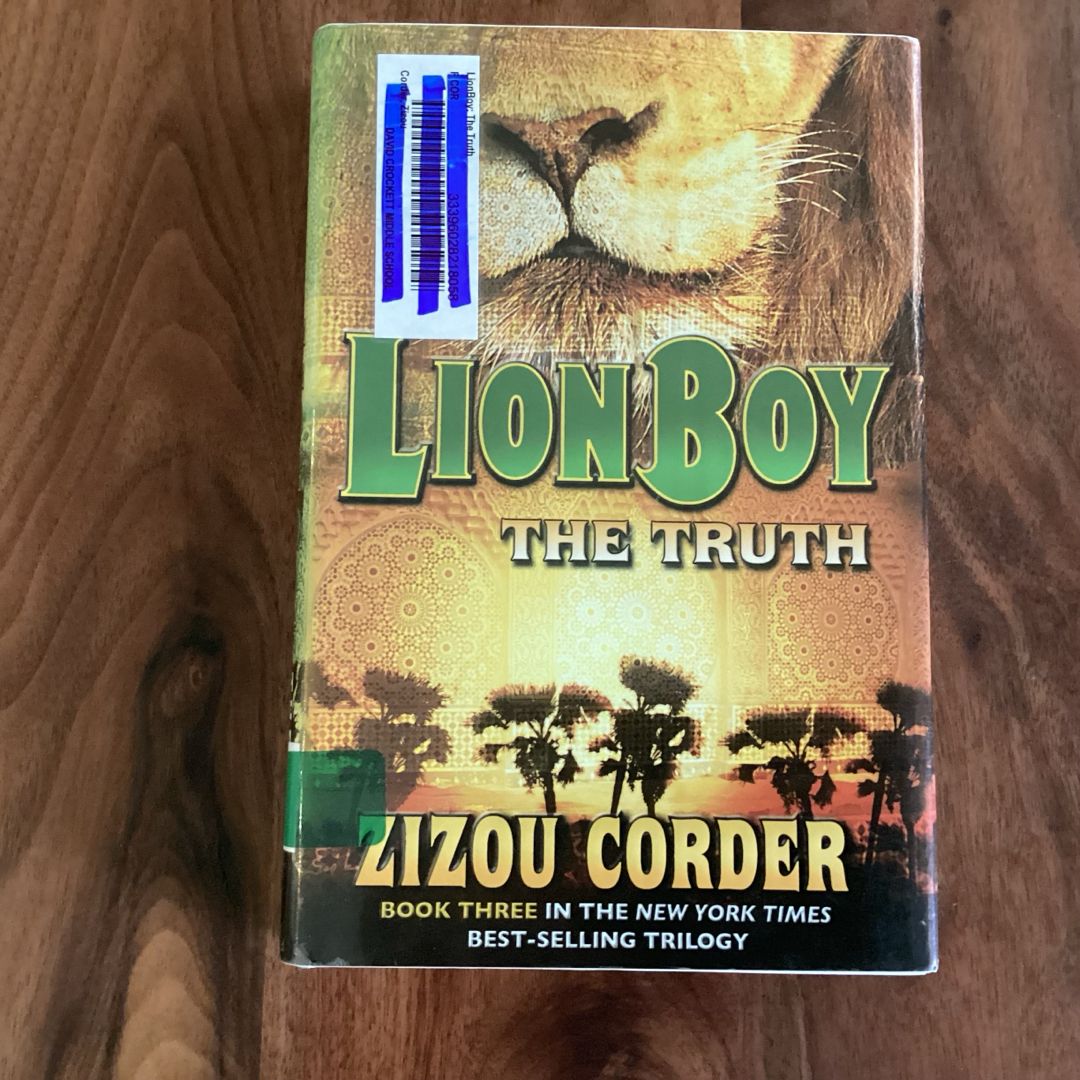 LionBoy: The Truth
F COR
33396028218058
Corder, Zizou
DAVID CROCKETT MIDDLE SCHOOL
LIONBOY
THE TRUTH
ZIZOU CORDER
BOOK THREE IN THE NEW YORK TIMES
BEST-SELLING TRILOGY